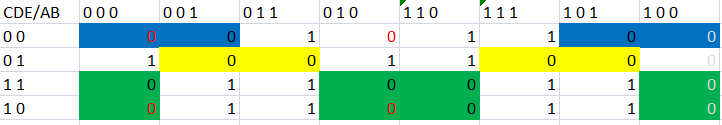 CDE/AB 0 0 0 0 0 1 0 1 1 0 1 0 1 1 0 1 1 1 1 0 1 1 0 0
0 0 0 0 1 0 1 1 0 0
0 1 1 0 0 1 1 0 0 0
1 1 0 1 1 0 0 1 1 0
1 0 0 1 1 0 0 1 1 0